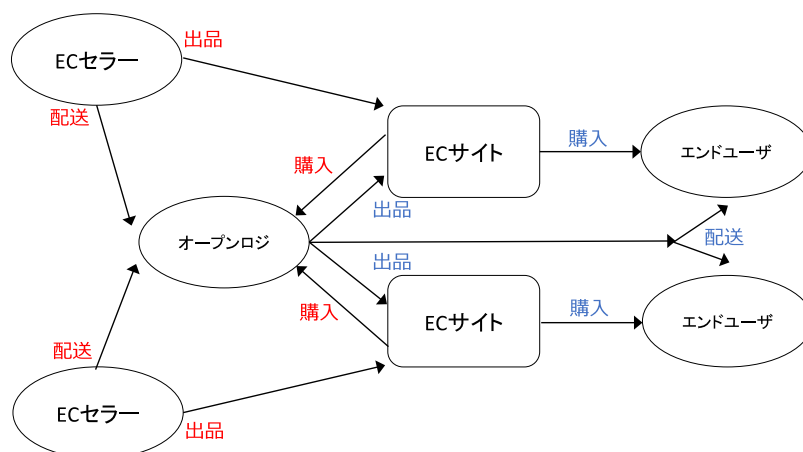 出品
ECセラー
配送
購入
ECサイト
購入
エンドユーザ
出品
オープンロジ
配送
出品
購入
ECサイト
購入
エンドユーザ
配送
ECセラー
出品